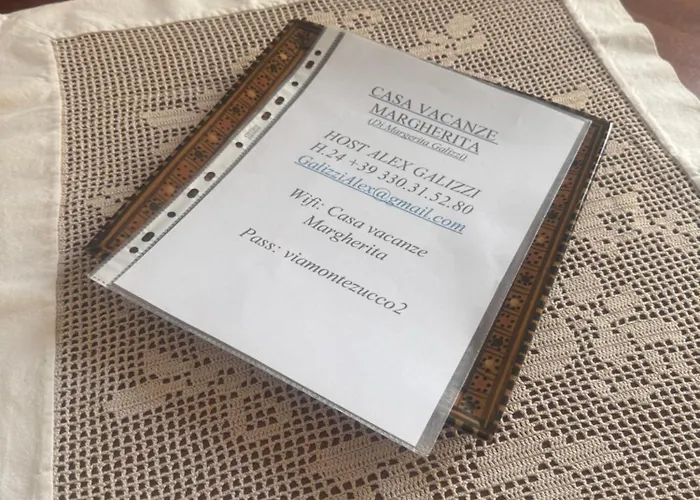 CASA VACANZE
MARGHERITA
(Di Margerita Galizzi)
HOST ALEX GALIZZI
H.24 +39 330.31.52.80
GalizziAlex@gmail.com
Wifi: Casa vacanze
Margherita
Pass: viamontezucco2